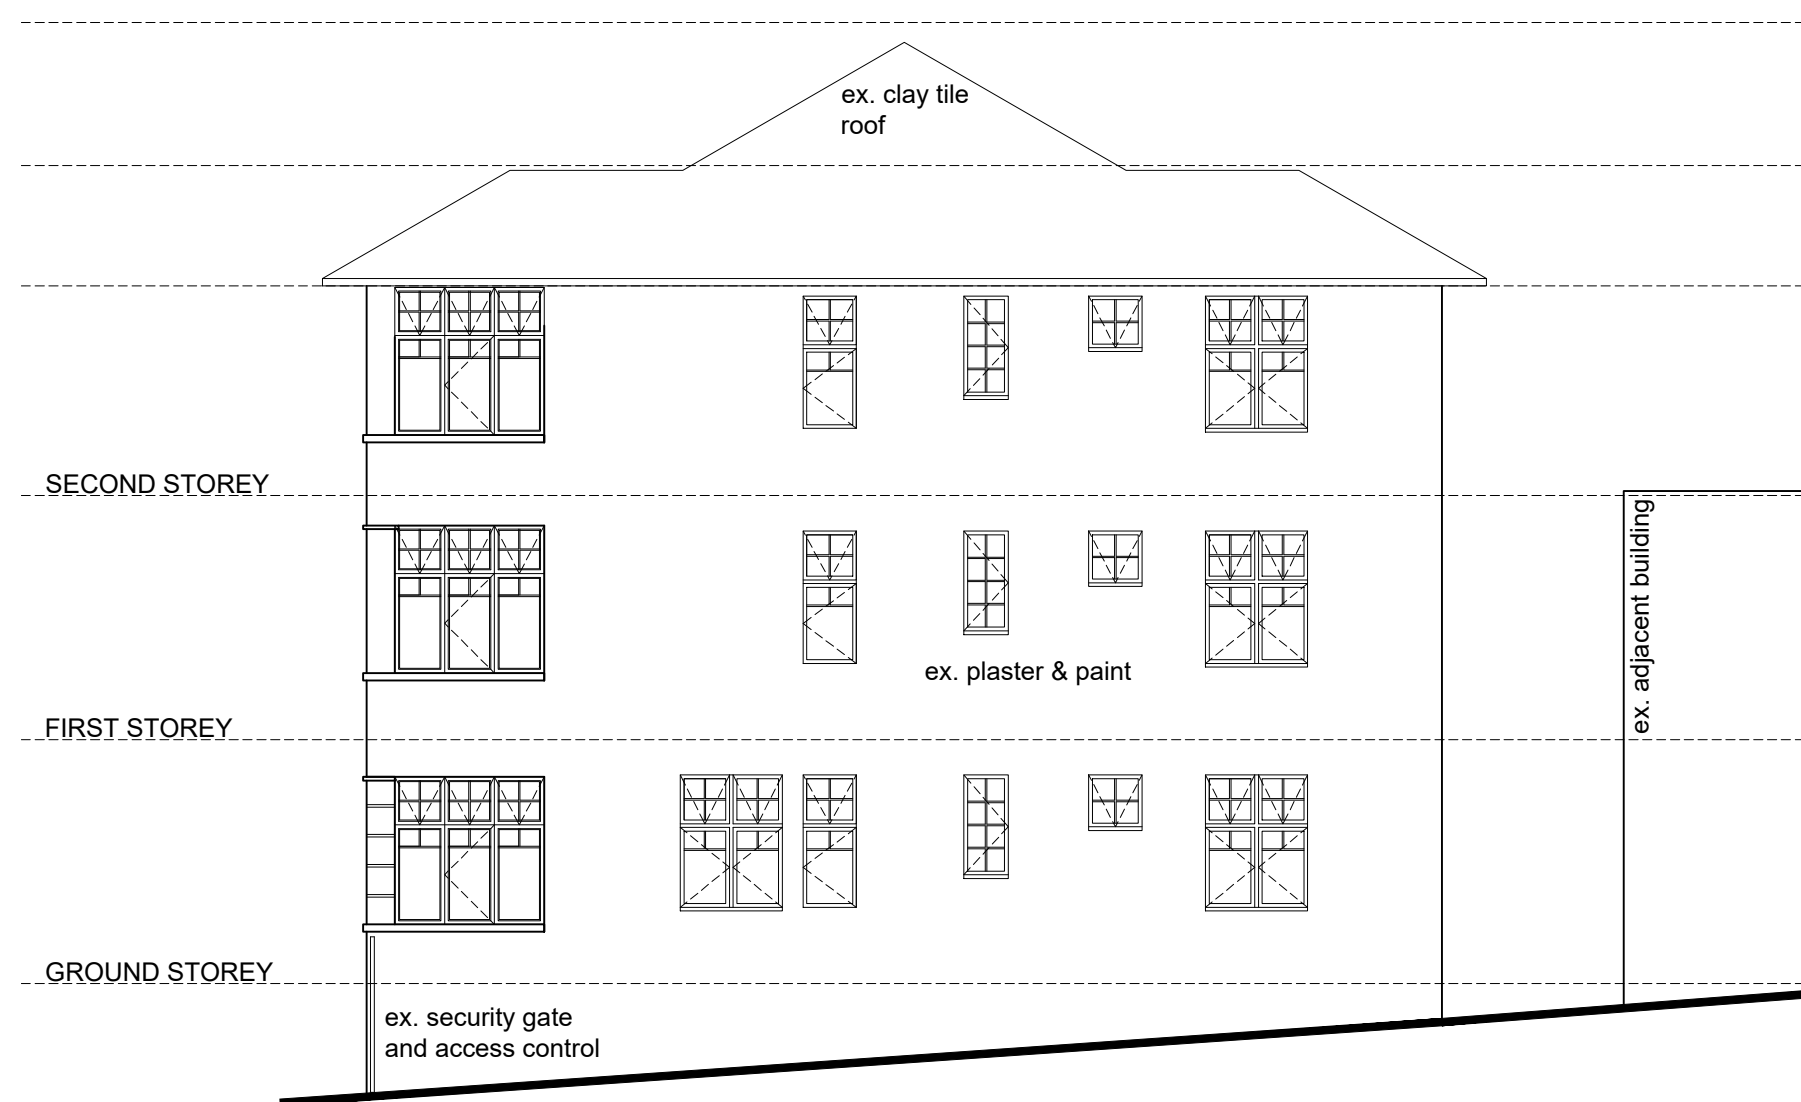 ex. clay tile
roof
SECOND STOREY
ex. adjacent building
ex. plaster & paint
FIRST STOREY
GROUND STOREY
ex. security gate
and access control